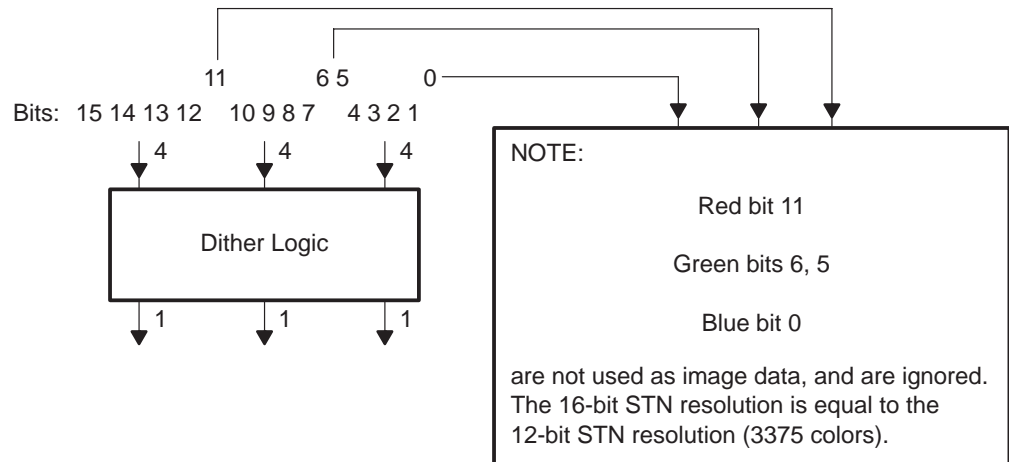 11 6 5 0
Bits: 15 14 13 12 10 9 8 7 4 3 2 1
4 4 4
Dither Logic
1 1 1
NOTE:
Red bit 11
Green bits 6, 5
Blue bit 0
are not used as image data, and are ignored.
The 16-bit STN resolution is equal to the
12-bit STN resolution (3375 colors).